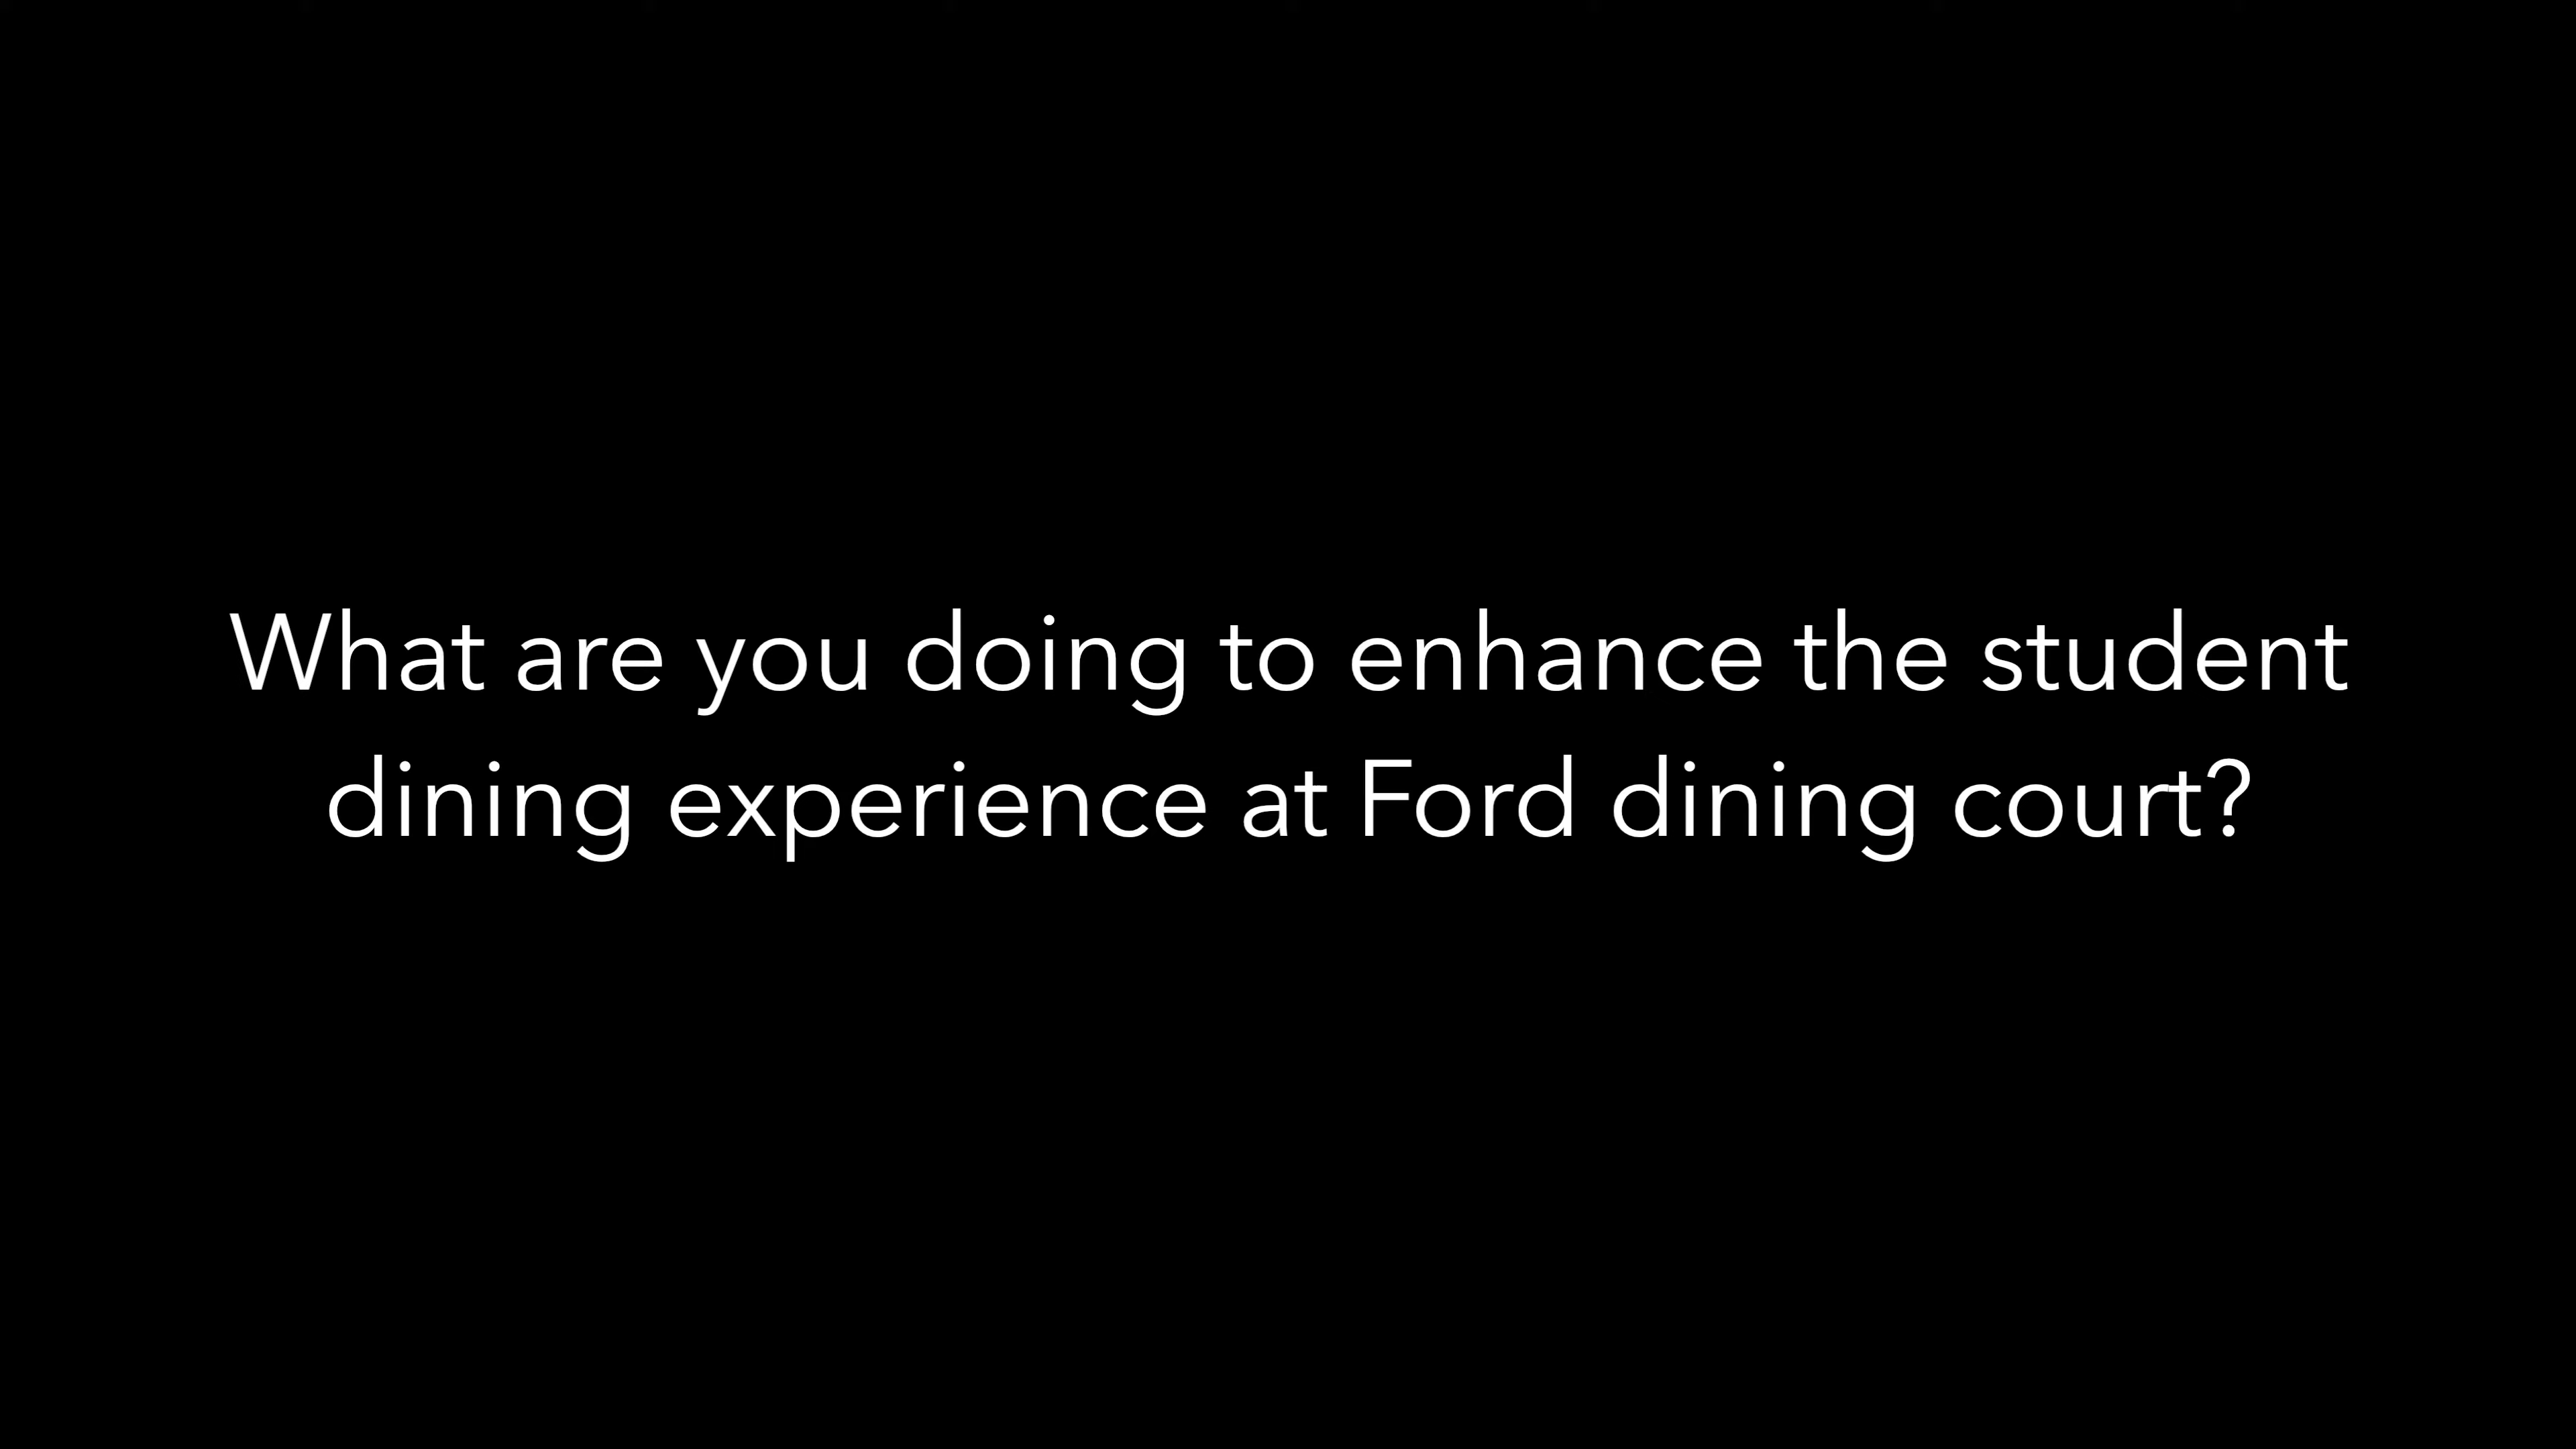 What are you doing to enhance the student
dining experience at Ford dining court?